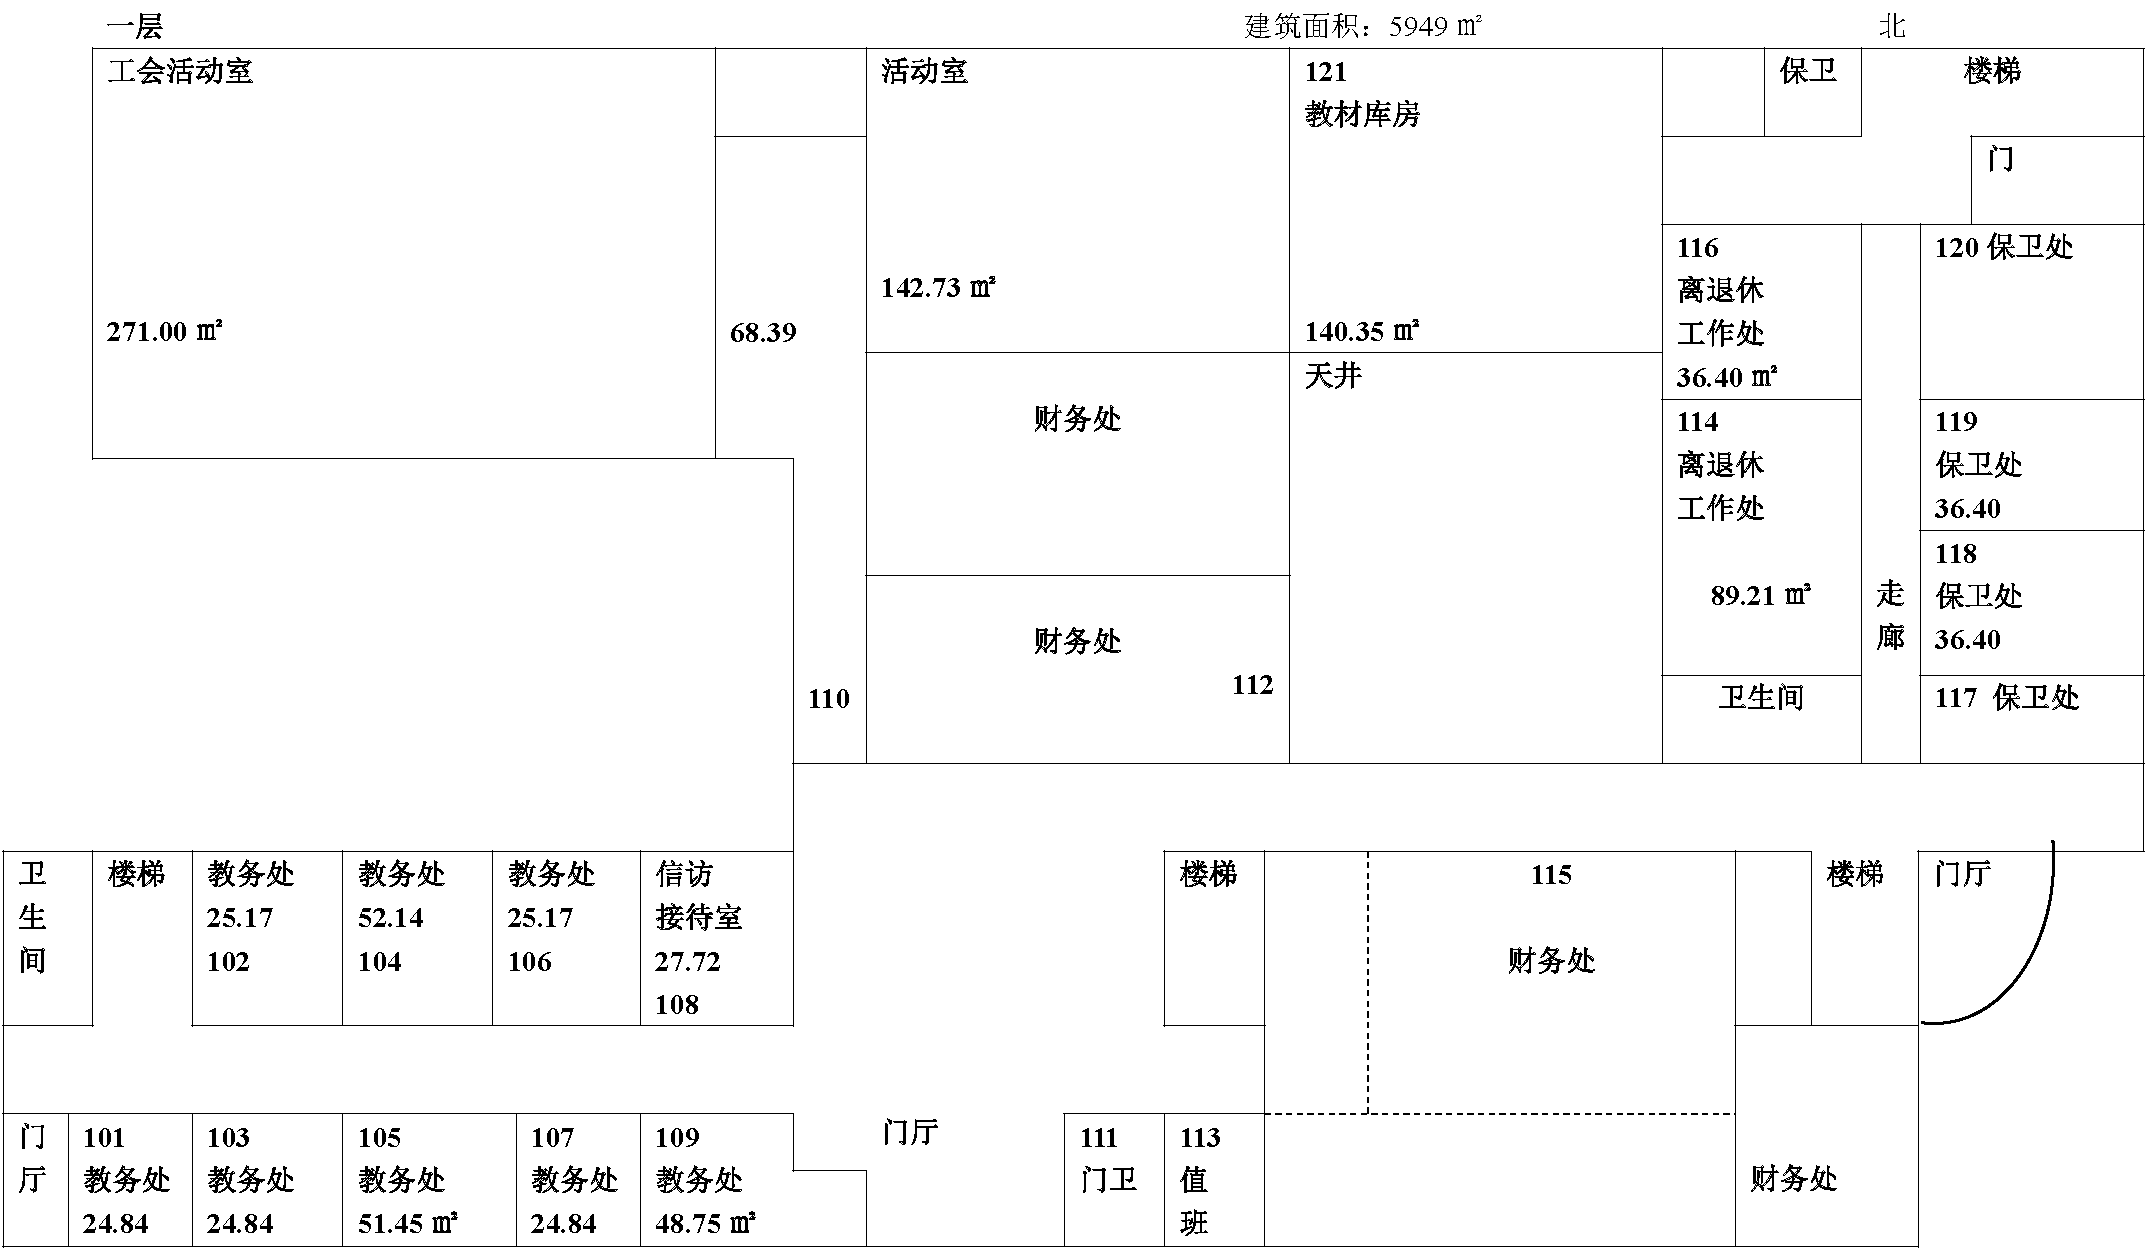 一层
建筑面积：5949 ㎡
北
工会活动室
271.00 ㎡
68.39
活动室
142.73 ㎡
121
教材库房
140.35 ㎡
保卫
楼梯
门
116
离退休
工作处
36.40 ㎡
120 保卫处
财务处
天井
114
离退休
工作处
89.21 ㎡
走
廊
119
保卫处
36.40
118
保卫处
36.40
110
财务处
112
卫生间
117 保卫处
卫
生
间
楼梯
教务处
25.17
102
教务处
52.14
104
教务处
25.17
106
信访
接待室
27.72
108
楼梯
115
财务处
楼梯
门厅
门
厅
101
教务处
24.84
103
教务处
24.84
105
教务处
51.45 ㎡
107
教务处
24.84
109
教务处
48.75 ㎡
门厅
111
门卫
113
值
班
财务处